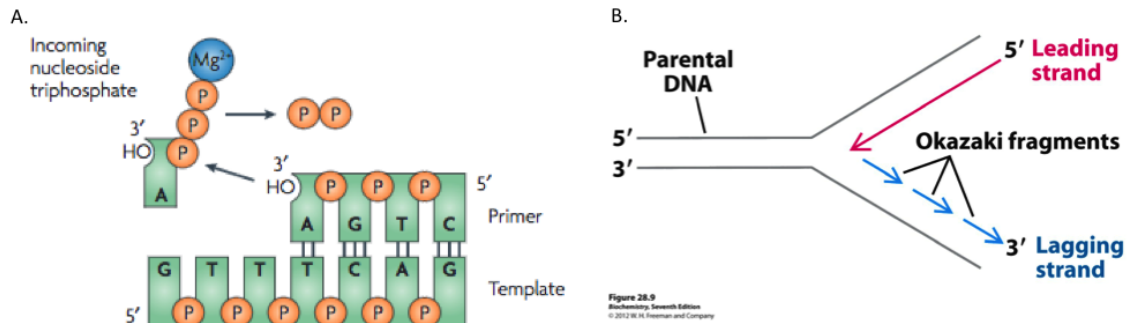 A.
Incoming
nucleoside
triphosphate
Mg2+
P
P
P
P P
3′
HO
A
3′
HO
P P P
5′
A G T C
Primer
G T T T C A G
Template
5′
P P P P P P
B.
Parental
DNA
5′
3′
5′ Leading
strand
Okazaki fragments
3′ Lagging
strand
Figure 28.9
Biochemistry, Seventh Edition
© 2012 W. H. Freeman and Company